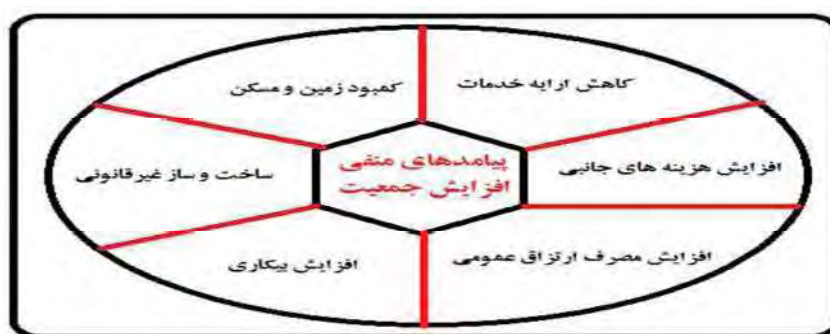 کاهش ارایه خدمات
کمبود زمین و مسکن
افزایش هزینه های جانبی
پیامدهای منفی
افزایش جمعیت
ساخت و ساز غیرقانونی
افزایش مصرف ارتزاق عمومی
افزایش بیکاری